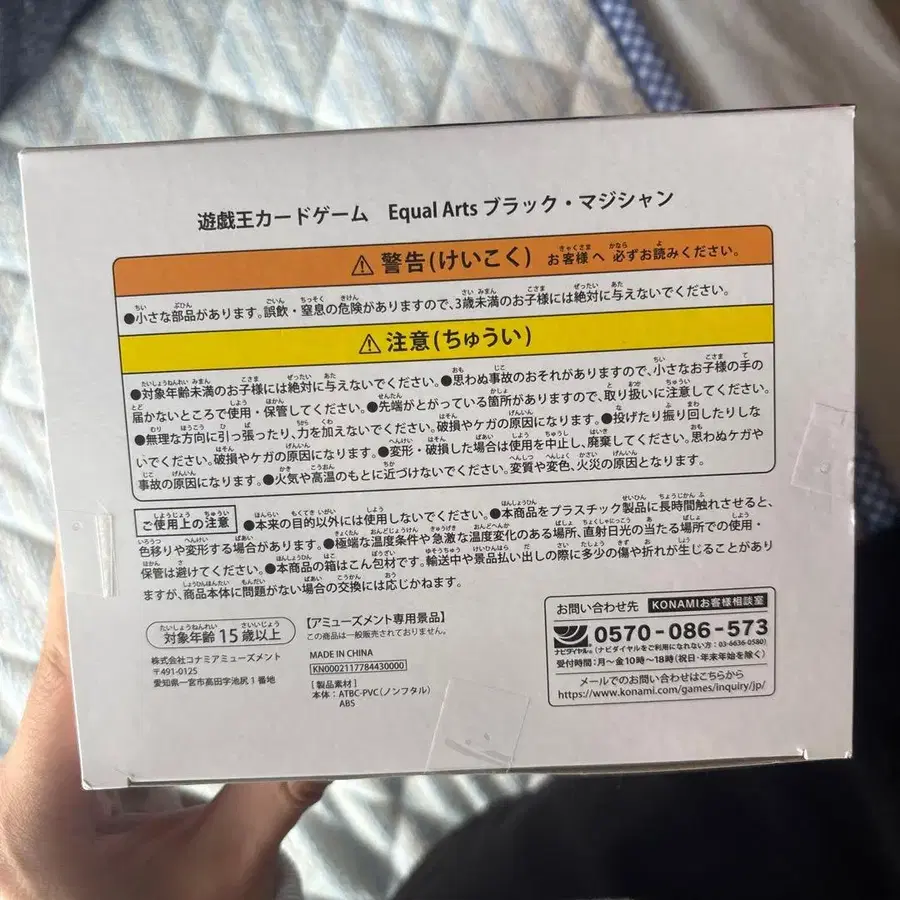 遊戯王カードゲーム Equal Arts ブラック・マジシャン
⚠ 警告(けいこく) お客様へ 必ずお読みください。
●小さな部品があります。誤飲・窒息の危険がありますので、3歳未満のお子様には絶対に与えないでください。
⚠ 注意(ちゅうい)
●対象年齢未満のお子様には絶対に与えないでください。●思わぬ事故のおそれがありますので、小さなお子様の手の
届かないところで使用・保管してください。●先端がとがっている箇所がありますので、取り扱いに注意してください。
●無理な方向に引っ張ったり、力を加えないでください。破損やケガの原因になります。●投げたり振り回したりしな
いでください。破損やケガの原因になります。●変形・破損した場合は使用を中止し、廃棄してください。思わぬケガや
事故の原因になります。●火気や高温のもとに近づけないでください。変質や変色、火災の原因となります。
ご使用上の注意 ●本来の目的以外には使用しないでください。●本商品をプラスチック製品に長時間触れさせると、
色移りや変形する場合があります。●極端な温度条件や急激な温度変化のある場所、直射日光の当たる場所での使用・
保管は避けてください。●本商品の箱はこん包材です。輸送中や景品払い出しの際に多少の傷や折れが生じることがあり
ますが、商品本体に問題がない場合の交換には応じかねます。
対象年齢15歳以上
株式会社コナミアミューズメント
〒491-0125
愛知県一宮市高田字池尻1番地
【アミューズメント専用景品】
この商品は一般販売されておりません。
MADE IN CHINA
KN0002117784430000
[製品素材]
本体:ATBC-PVC(ノンフタル)
ABS
お問い合わせ先 KONAMIお客様相談室
0570-086-573
ナビダイヤル。(ナビダイヤルをご利用になれない方:03-6636-0580)
受付時間:月〜金10時〜18時(祝日・年末年始を除く)
メールでのお問い合わせはこちらから
https://www.konami.com/games/inquiry/jp/